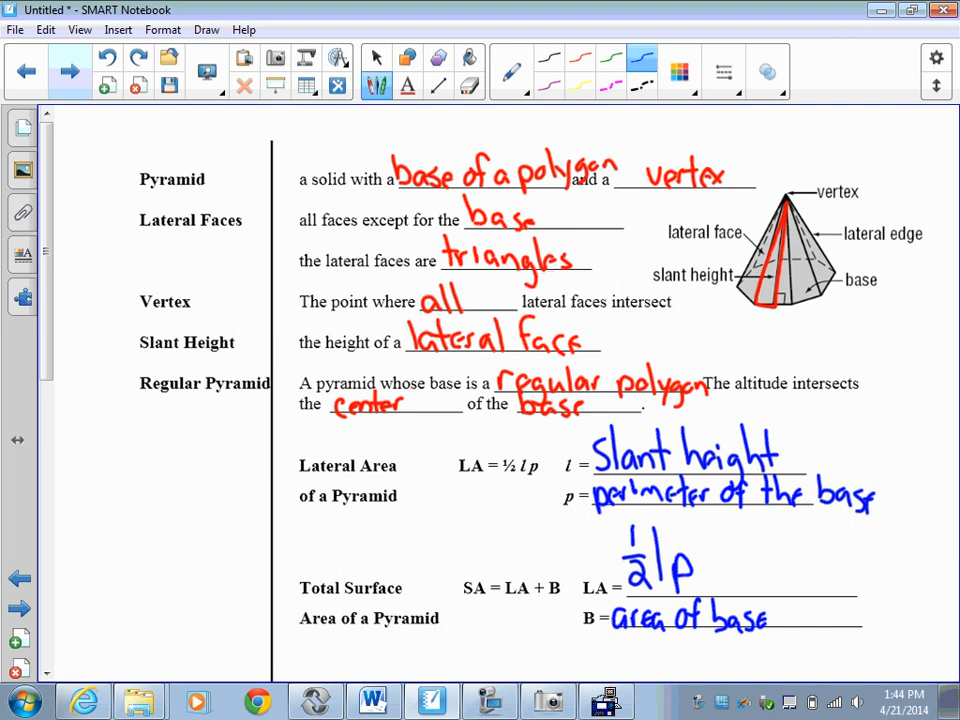 Untitled * - SMART Notebook
File Edit View Insert Format Draw Help
Pyramid a solid with a base of a polygon and a vertex
vertex
Lateral Faces all faces except for the base
lateral face lateral edge
the lateral faces are triangles
slant height base
Vertex The point where all lateral faces intersect
Slant Height the height of a lateral face
Regular Pyramid A pyramid whose base is a regular polygon The altitude intersects
the center of the base.
Lateral Area LA = ½ l p l = Slant height
of a Pyramid p = perimeter of the base
Total Surface SA = LA + B LA = 1/2 l p
Area of a Pyramid B = area of base
1:44 PM
4/21/2014